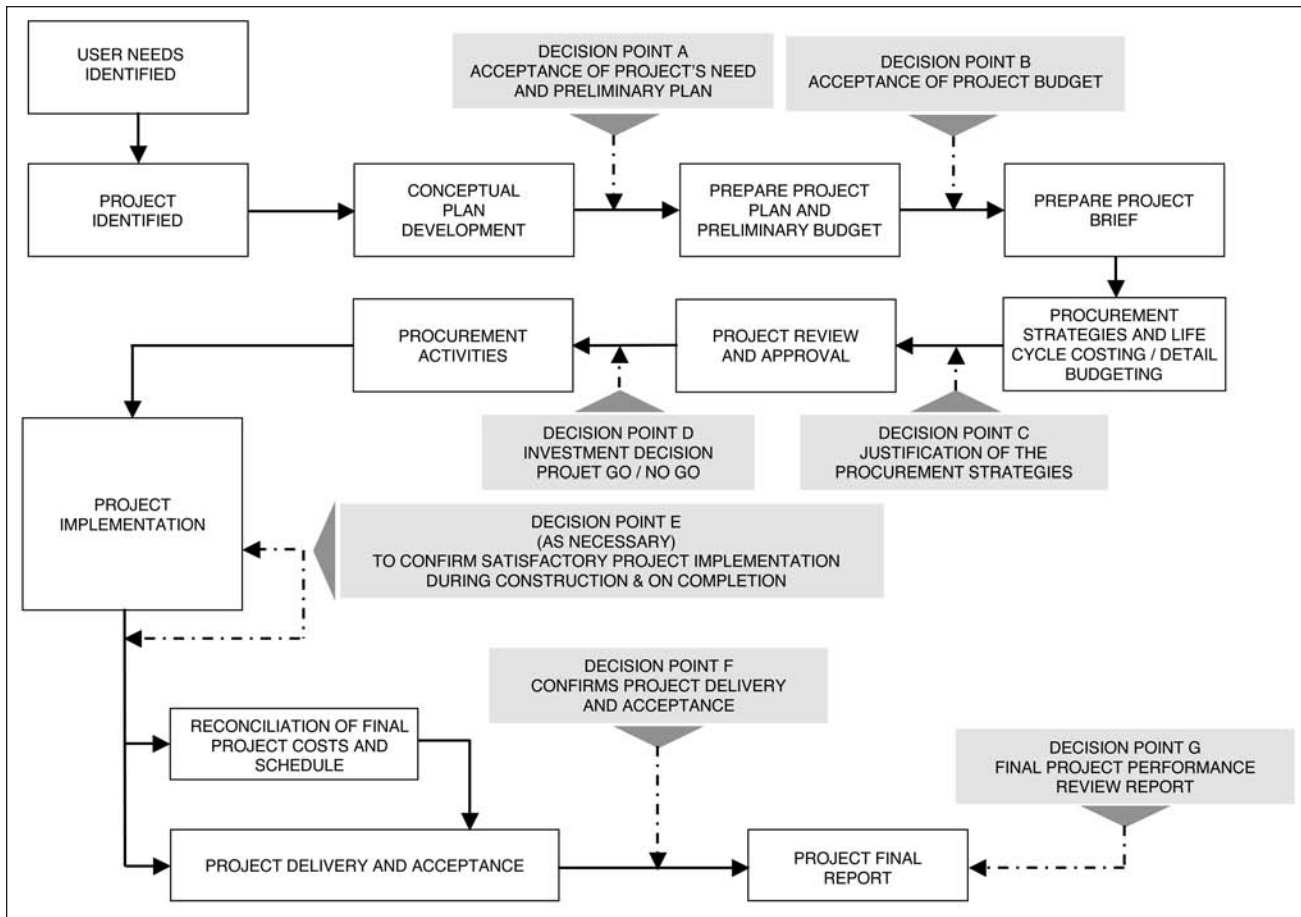 USER NEEDS
IDENTIFIED
DECISION POINT A
ACCEPTANCE OF PROJECT'S NEED
AND PRELIMINARY PLAN
DECISION POINT B
ACCEPTANCE OF PROJECT BUDGET
PROJECT
IDENTIFIED
CONCEPTUAL
PLAN
DEVELOPMENT
PREPARE PROJECT
PLAN AND
PRELIMINARY BUDGET
PREPARE PROJECT
BRIEF
PROCUREMENT
STRATEGIES AND LIFE
CYCLE COSTING / DETAIL
BUDGETING
PROJECT REVIEW
AND APPROVAL
PROCUREMENT
ACTIVITIES
DECISION POINT D
INVESTMENT DECISION
PROJET GO / NO GO
DECISION POINT C
JUSTIFICATION OF THE
PROCUREMENT STRATEGIES
PROJECT
IMPLEMENTATION
DECISION POINT E
(AS NECESSARY)
TO CONFIRM SATISFACTORY PROJECT IMPLEMENTATION
DURING CONSTRUCTION & ON COMPLETION
DECISION POINT F
CONFIRMS PROJECT DELIVERY
AND ACCEPTANCE
RECONCILIATION OF FINAL
PROJECT COSTS AND
SCHEDULE
DECISION POINT G
FINAL PROJECT PERFORMANCE
REVIEW REPORT
PROJECT DELIVERY AND ACCEPTANCE
PROJECT FINAL
REPORT